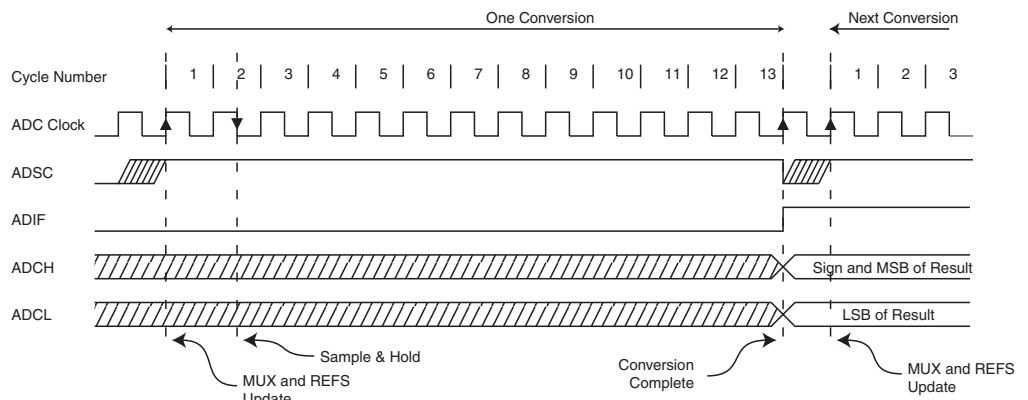 One Conversion Next Conversion
Cycle Number 1 2 3 4 5 6 7 8 9 10 11 12 13 1 2 3
ADC Clock
ADSC
ADIF
ADCH Sign and MSB of Result
ADCL LSB of Result
Sample & Hold
MUX and REFS
Update
Conversion
Complete
MUX and REFS
Update